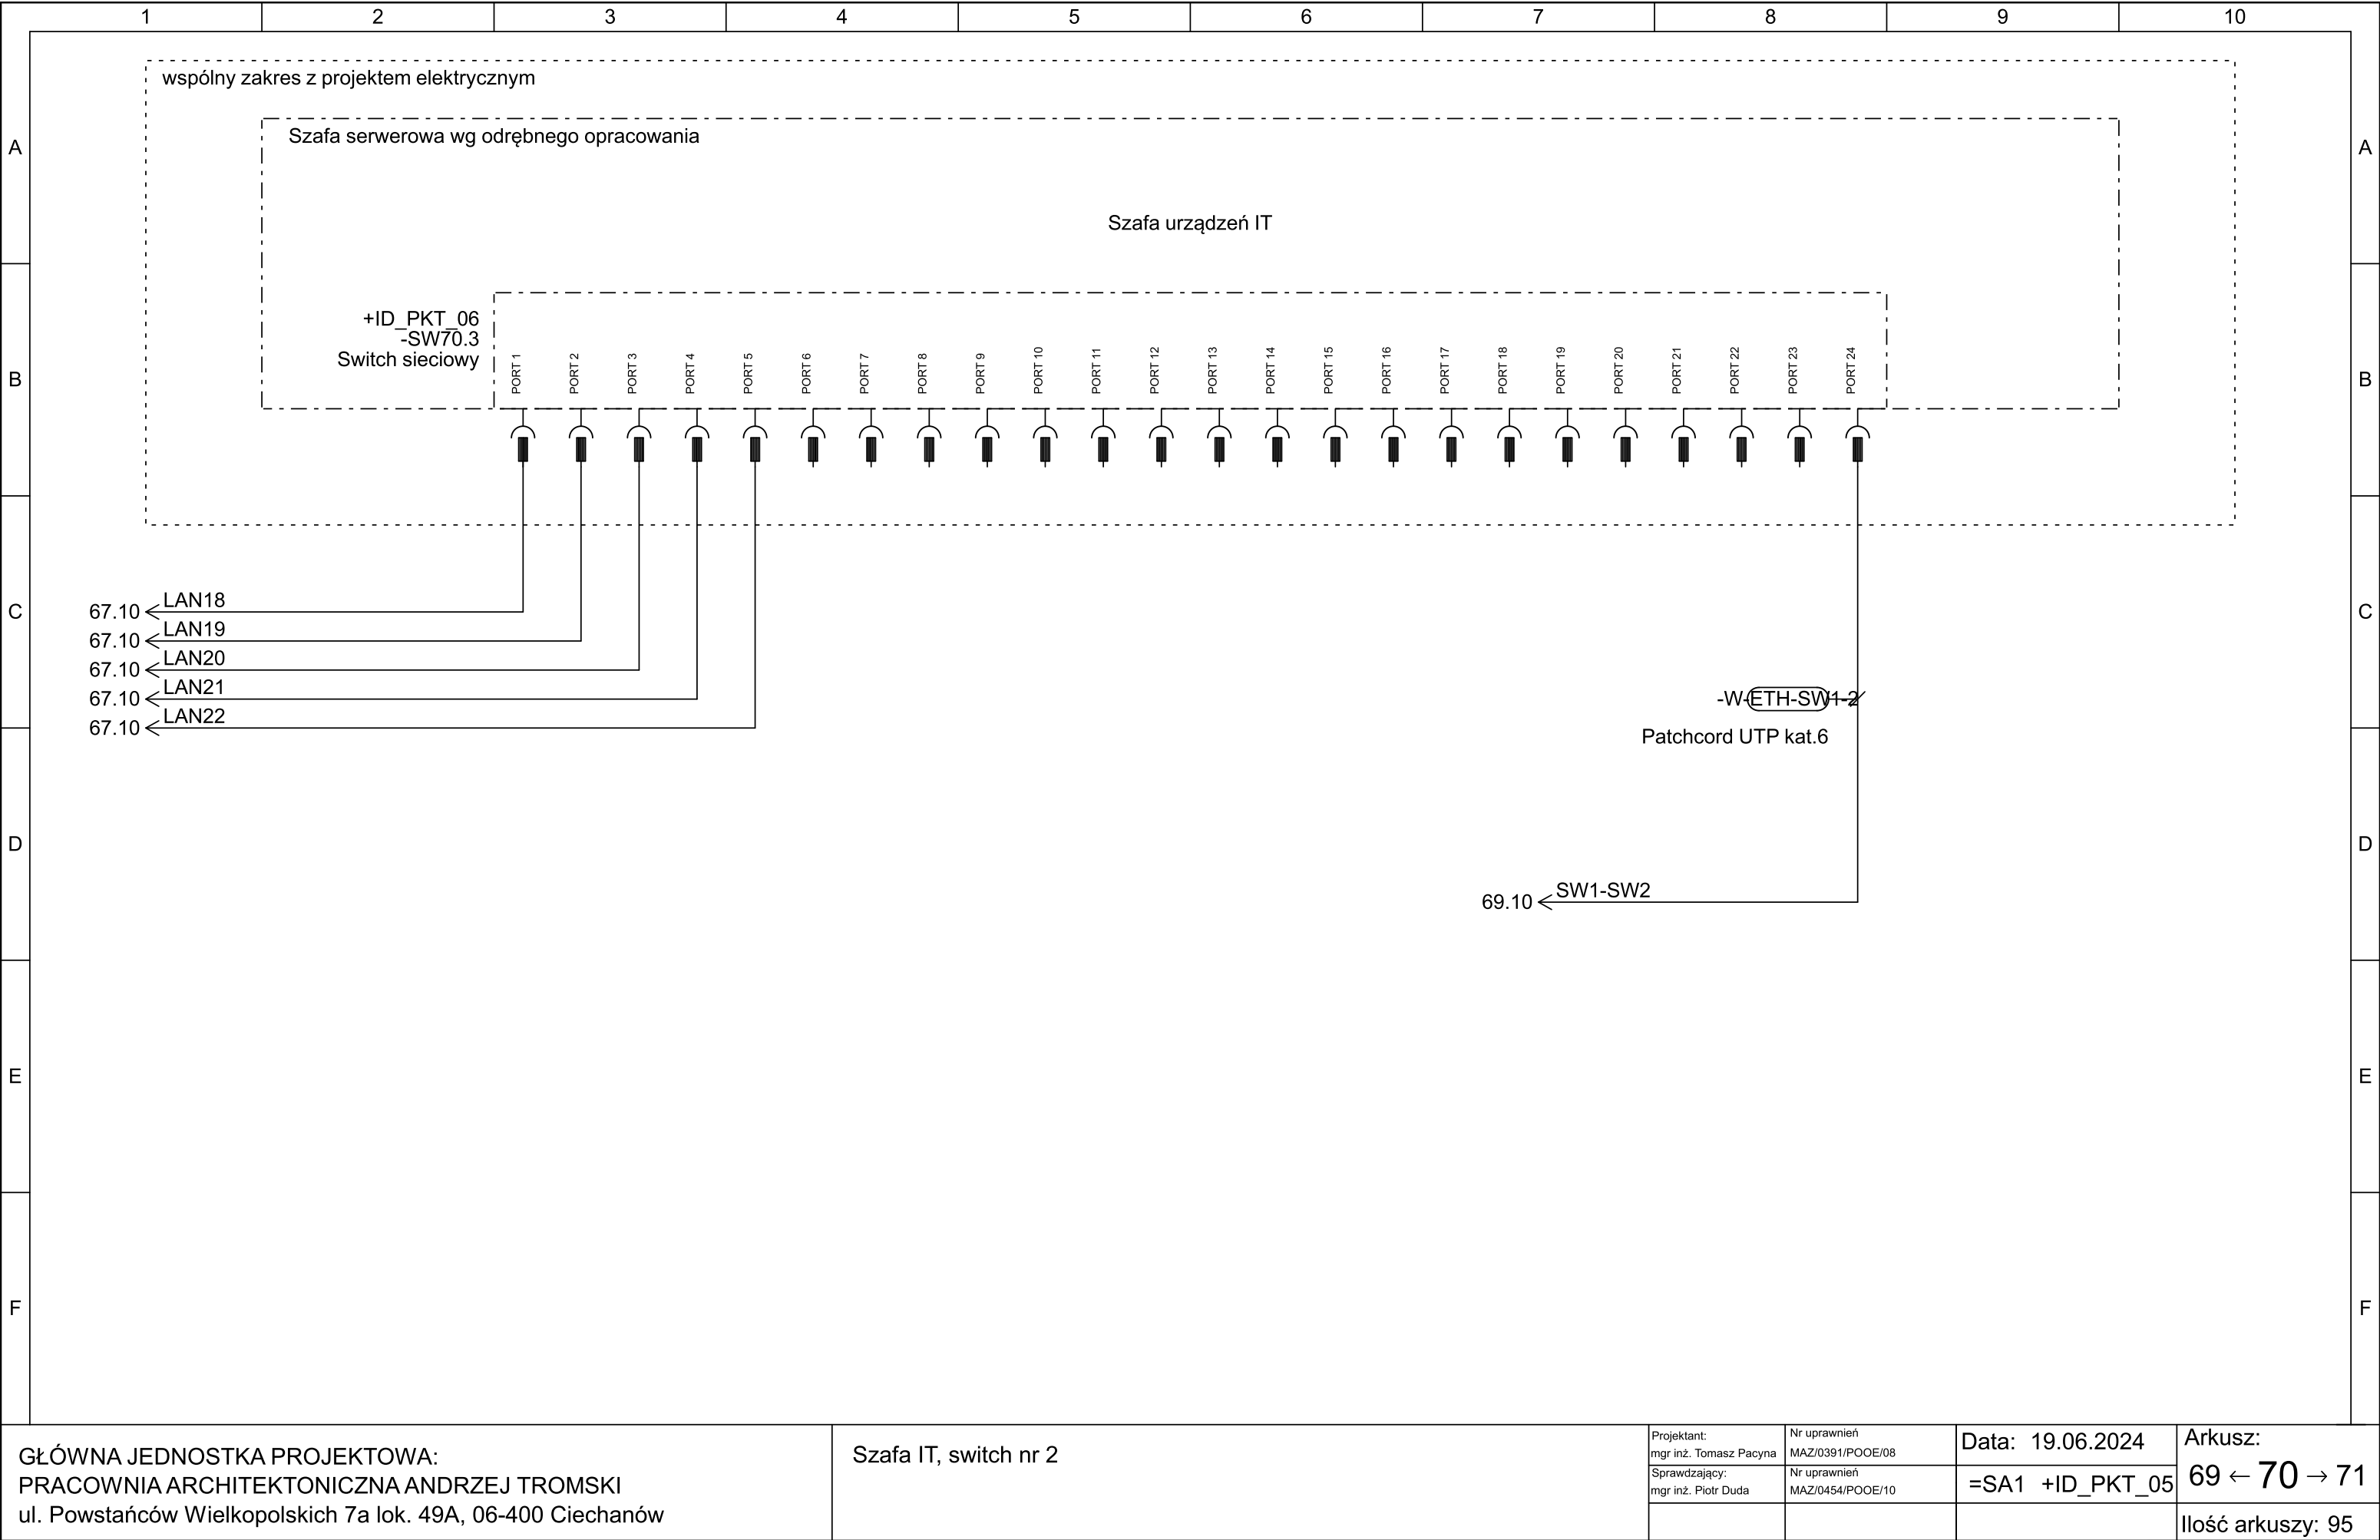 1 2 3 4 5 6 7 8 9 10
wspólny zakres z projektem elektrycznym
A
Szafa serwerowa wg odrębnego opracowania
A
Szafa urządzeń IT
+ID_PKT_06
-SW70.3
Switch sieciowy
B
PORT 1
PORT 2
PORT 3
PORT 4
PORT 5
PORT 6
PORT 7
PORT 8
PORT 9
PORT 10
PORT 11
PORT 12
PORT 13
PORT 14
PORT 15
PORT 16
PORT 17
PORT 18
PORT 19
PORT 20
PORT 21
PORT 22
PORT 23
PORT 24
B
C
67.10 LAN18
67.10 LAN19
67.10 LAN20
67.10 LAN21
67.10 LAN22
C
-W-ETH-SW1-2
Patchcord UTP kat.6
D
D
69.10 SW1-SW2
E
E
F
F
GŁÓWNA JEDNOSTKA PROJEKTOWA:
PRACOWNIA ARCHITEKTONICZNA ANDRZEJ TROMSKI
ul. Powstańców Wielkopolskich 7a lok. 49A, 06-400 Ciechanów
Szafa IT, switch nr 2
Projektant:
mgr inż. Tomasz Pacyna
Nr uprawnień
MAZ/0391/POOE/08
Sprawdzający:
mgr inż. Piotr Duda
Nr uprawnień
MAZ/0454/POOE/10
Data: 19.06.2024
=SA1 +ID_PKT_05
Arkusz:
69 ← 70 → 71
Ilość arkuszy: 95